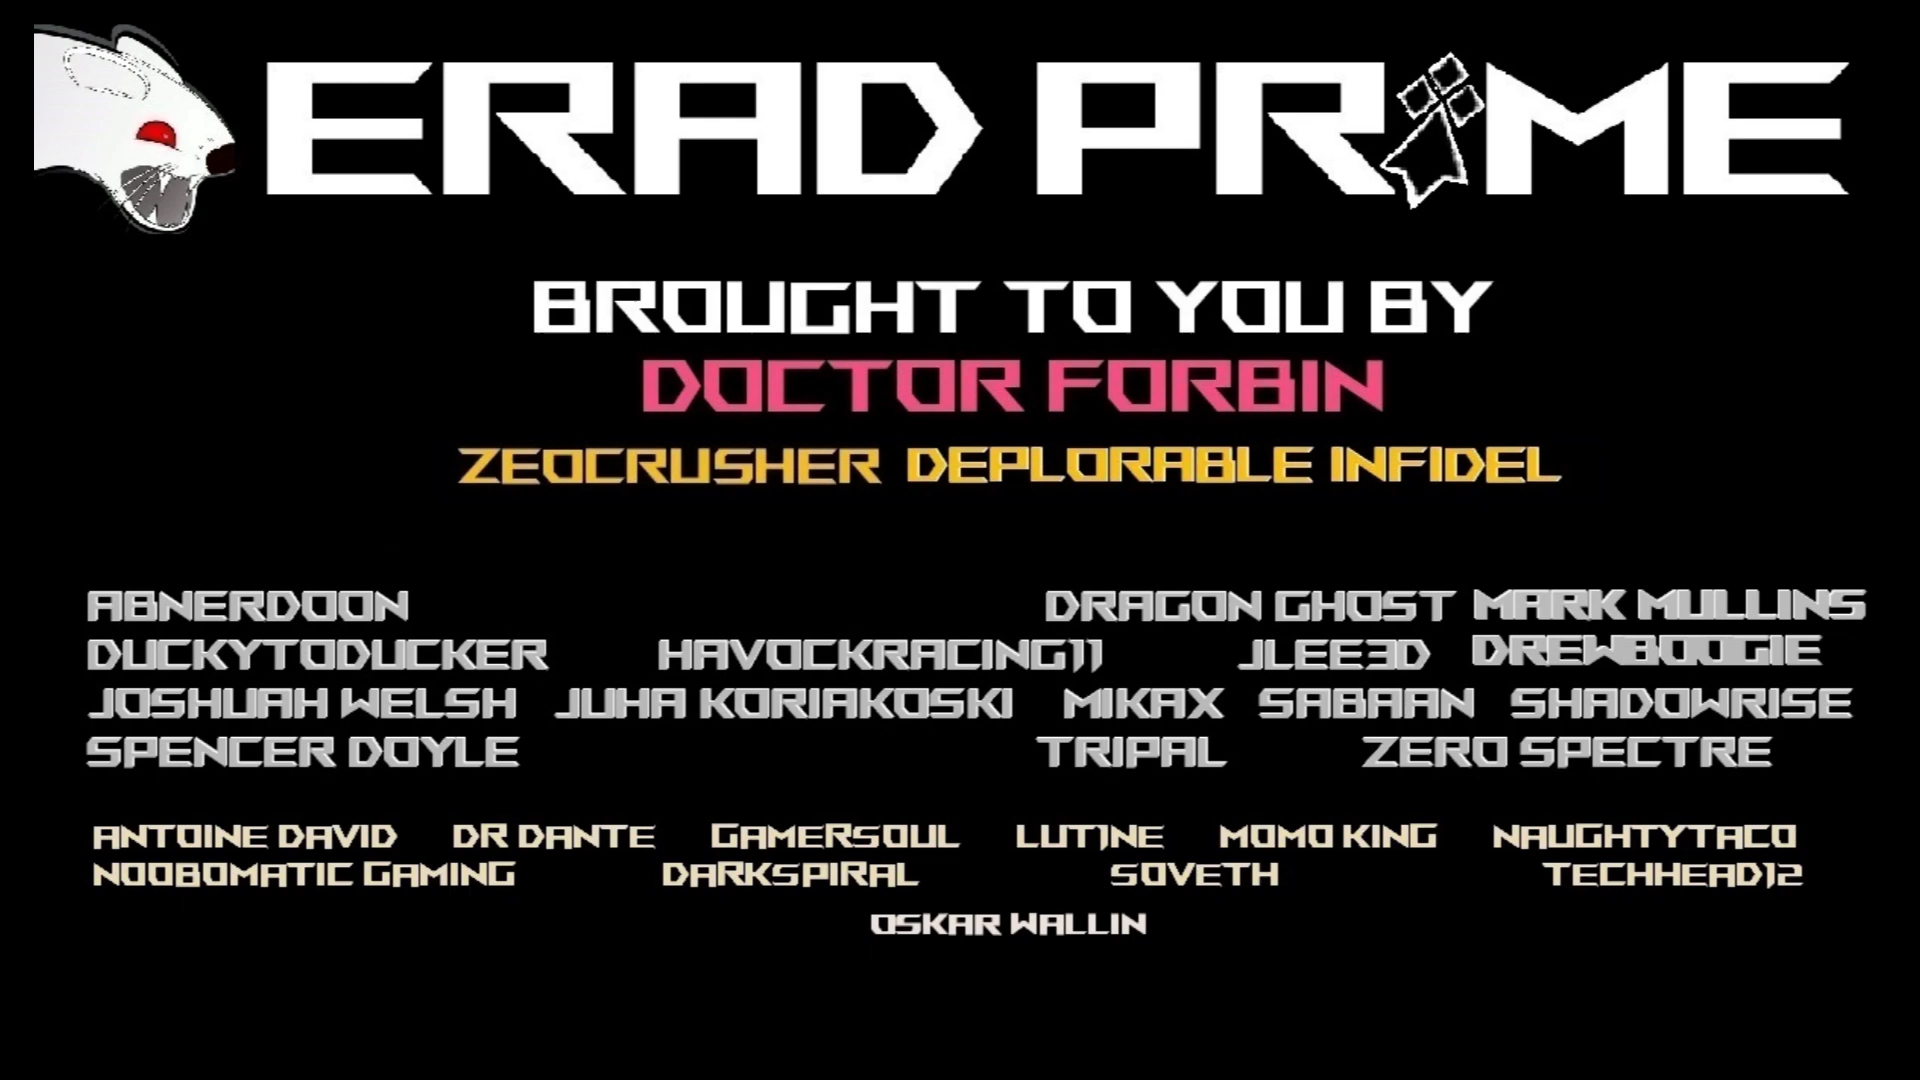 ERAD PRIME
BROUGHT TO YOU BY
DOCTOR FORBIN
ZEOCRUSHER DEPLORABLE INFIDEL
ABNERDOON DRAGON GHOST MARK MULLINS
DUCKYTODUCKER HAVOCKRACING11 JLEE3D DREWBOOGIE
JOSHUAH WELSH JUHA KORIAKOSKI MIKAX SABAAN SHADOWRISE
SPENCER DOYLE TRIPAL ZERO SPECTRE
ANTOINE DAVID DR DANTE GAMERSOUL LUT1NE MOMO KING NAUGHTYTACO
NOOBOMATIC GAMING DARKSPIRAL SOVETH TECHHEAD12
OSKAR WALLIN